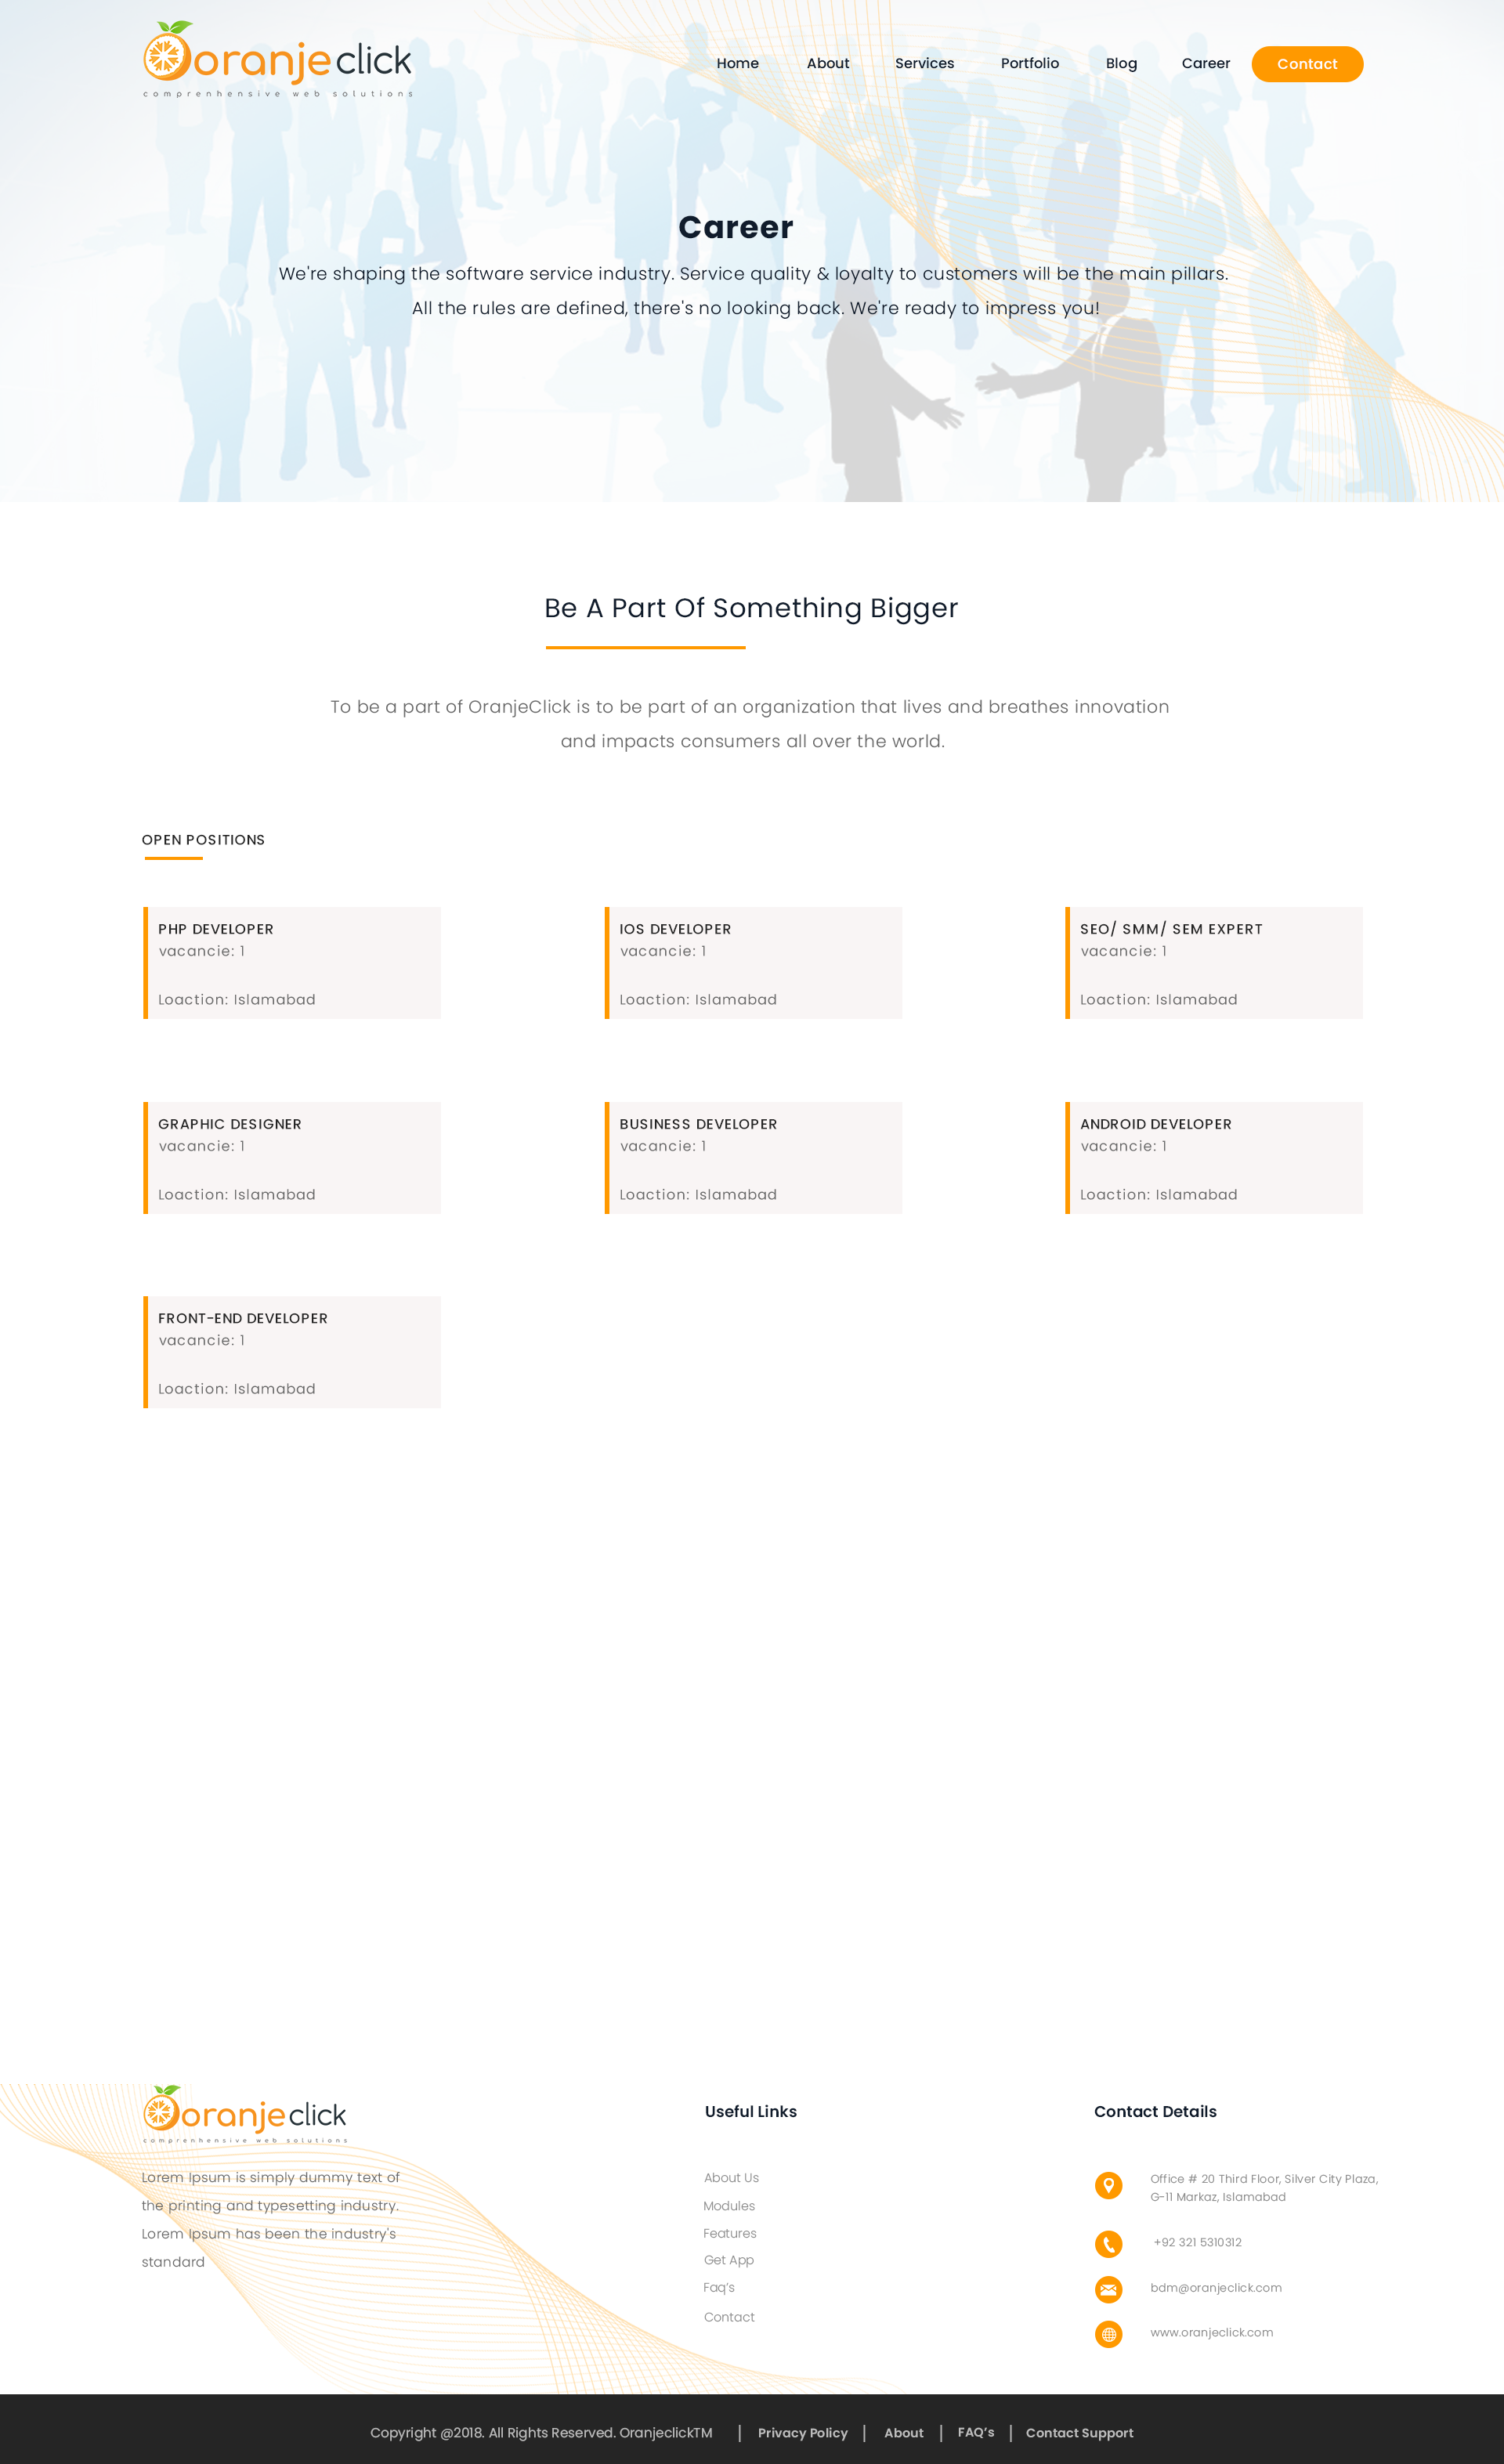 oranjeclick
comprenhensive web solutions
Home About Services Portfolio Blog Career Contact
Career
We're shaping the software service industry. Service quality & loyalty to customers will be the main pillars.
All the rules are defined, there's no looking back. We're ready to impress you!
Be A Part Of Something Bigger
To be a part of OranjeClick is to be part of an organization that lives and breathes innovation
and impacts consumers all over the world.
OPEN POSITIONS
PHP DEVELOPER
vacancie: 1
Loaction: Islamabad
IOS DEVELOPER
vacancie: 1
Loaction: Islamabad
SEO/ SMM/ SEM EXPERT
vacancie: 1
Loaction: Islamabad
GRAPHIC DESIGNER
vacancie: 1
Loaction: Islamabad
BUSINESS DEVELOPER
vacancie: 1
Loaction: Islamabad
ANDROID DEVELOPER
vacancie: 1
Loaction: Islamabad
FRONT-END DEVELOPER
vacancie: 1
Loaction: Islamabad
oranjeclick
comprenhensive web solutions
Lorem Ipsum is simply dummy text of
the printing and typesetting industry.
Lorem Ipsum has been the industry's
standard
Useful Links
About Us
Modules
Features
Get App
Faq's
Contact
Contact Details
Office # 20 Third Floor, Silver City Plaza,
G-11 Markaz, Islamabad
+92 321 5310312
bdm@oranjeclick.com
www.oranjeclick.com
Copyright @2018. All Rights Reserved. OranjeclickTM | Privacy Policy | About | FAQ's | Contact Support